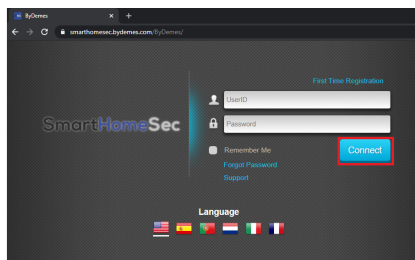 ByDemes
smarthomesec.bydemes.com/ByDemes/
First Time Registration
UserID
SmartHomeSec
Password
Remember Me
Connect
Forgot Password
Support
Language